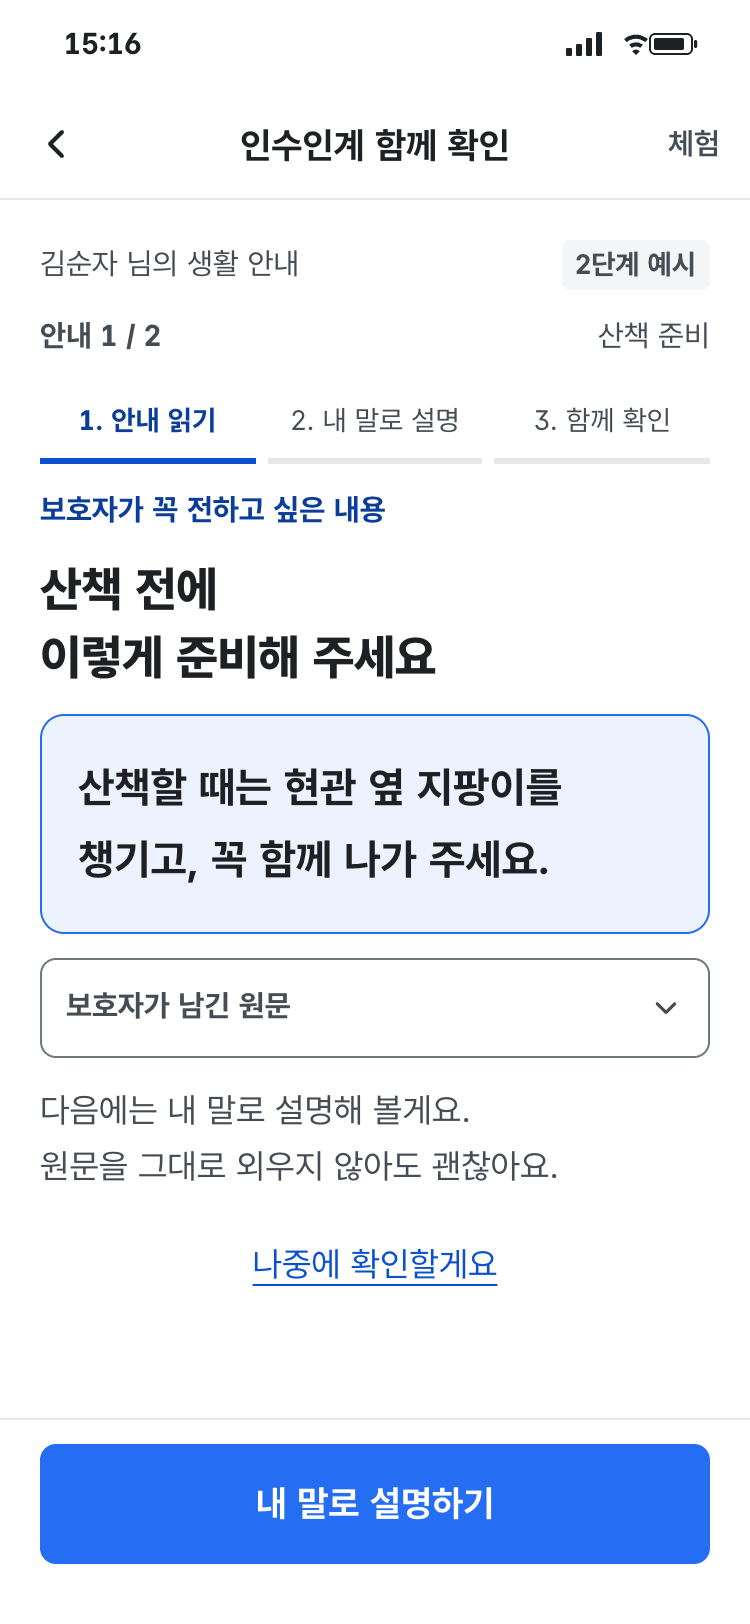 15:16
인수인계 함께 확인
체험
김순자 님의 생활 안내
2단계 예시
안내 1 / 2
산책 준비
1. 안내 읽기
2. 내 말로 설명
3. 함께 확인
보호자가 꼭 전하고 싶은 내용
산책 전에
이렇게 준비해 주세요
산책할 때는 현관 옆 지팡이를
챙기고, 꼭 함께 나가 주세요.
보호자가 남긴 원문
다음에는 내 말로 설명해 볼게요.
원문을 그대로 외우지 않아도 괜찮아요.
나중에 확인할게요
내 말로 설명하기